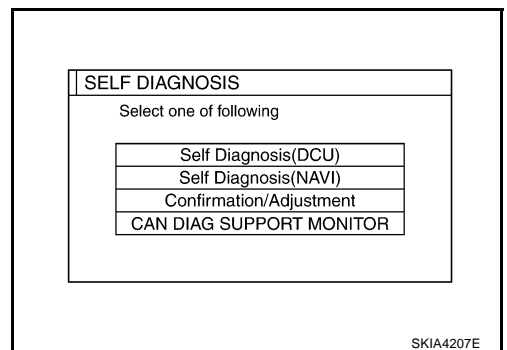 SELF DIAGNOSIS
Select one of following
Self Diagnosis(DCU)
Self Diagnosis(NAVI)
Confirmation/Adjustment
CAN DIAG SUPPORT MONITOR
SKIA4207E